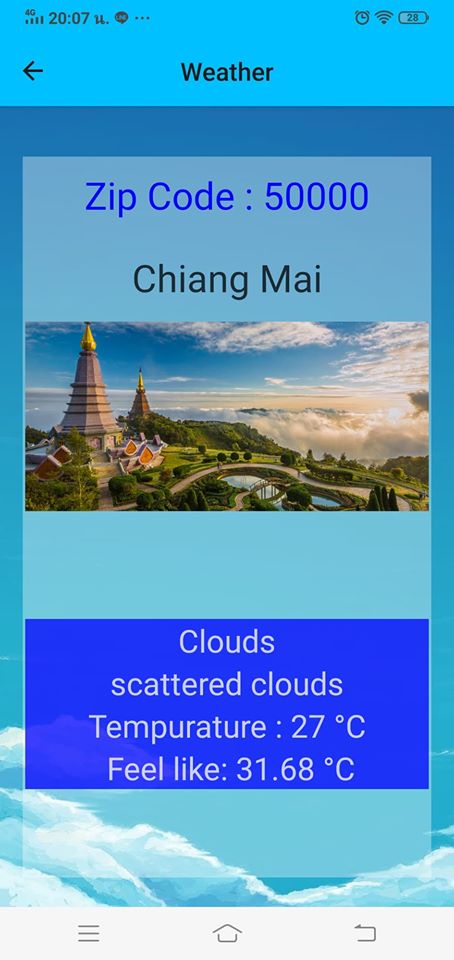 4G 20:07 น. LINE ...
28
Weather
Zip Code : 50000
Chiang Mai
Clouds
scattered clouds
Tempurature : 27 °C
Feel like: 31.68 °C